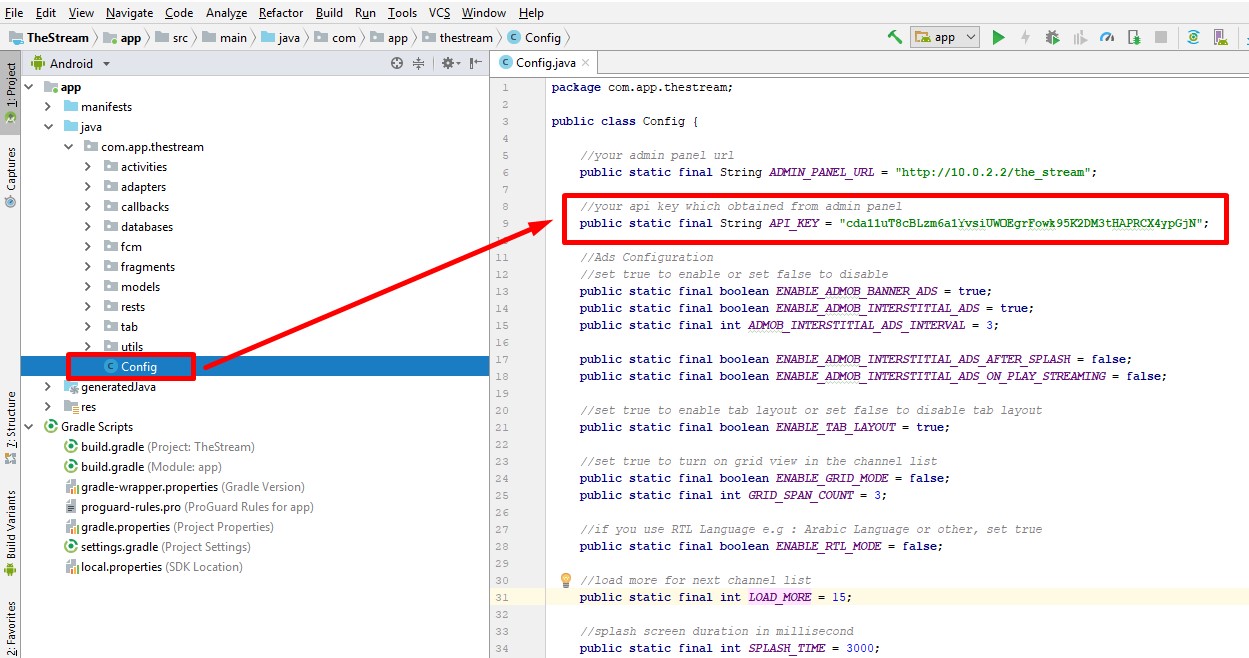 File Edit View Navigate Code Analyze Refactor Build Run Tools VCS Window Help
TheStream app src main java com app thestream Config app
1: Project
Captures
7: Structure
Build Variants
2: Favorites
Android
app
manifests
java
com.app.thestream
activities
adapters
callbacks
databases
fcm
fragments
models
rests
tab
utils
Config
generatedJava
res
Gradle Scripts
build.gradle (Project: TheStream)
build.gradle (Module: app)
gradle-wrapper.properties (Gradle Version)
proguard-rules.pro (ProGuard Rules for app)
gradle.properties (Project Properties)
settings.gradle (Project Settings)
local.properties (SDK Location)
Config.java
1 package com.app.thestream;
2
3 public class Config {
4
5 //your admin panel url
6 public static final String ADMIN_PANEL_URL = "http://10.0.2.2/the_stream";
7
8 //your api key which obtained from admin panel
9 public static final String API_KEY = "cda11uT8cBLzm6a1YvsiUWOEgrFowk95K2DM3tHAPRCX4ypGjN";
11 //Ads Configuration
12 //set true to enable or set false to disable
13 public static final boolean ENABLE_ADMOB_BANNER_ADS = true;
14 public static final boolean ENABLE_ADMOB_INTERSTITIAL_ADS = true;
15 public static final int ADMOB_INTERSTITIAL_ADS_INTERVAL = 3;
16
17 public static final boolean ENABLE_ADMOB_INTERSTITIAL_ADS_AFTER_SPLASH = false;
18 public static final boolean ENABLE_ADMOB_INTERSTITIAL_ADS_ON_PLAY_STREAMING = false;
19
20 //set true to enable tab layout or set false to disable tab layout
21 public static final boolean ENABLE_TAB_LAYOUT = true;
22
23 //set true to turn on grid view in the channel list
24 public static final boolean ENABLE_GRID_MODE = false;
25 public static final int GRID_SPAN_COUNT = 3;
26
27 //if you use RTL Language e.g : Arabic Language or other, set true
28 public static final boolean ENABLE_RTL_MODE = false;
29
30 //load more for next channel list
31 public static final int LOAD_MORE = 15;
32
33 //splash screen duration in millisecond
34 public static final int SPLASH_TIME = 3000;